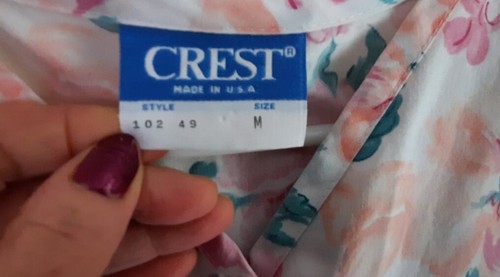 CREST®
MADE IN U.S.A
STYLE SIZE
102 49 M